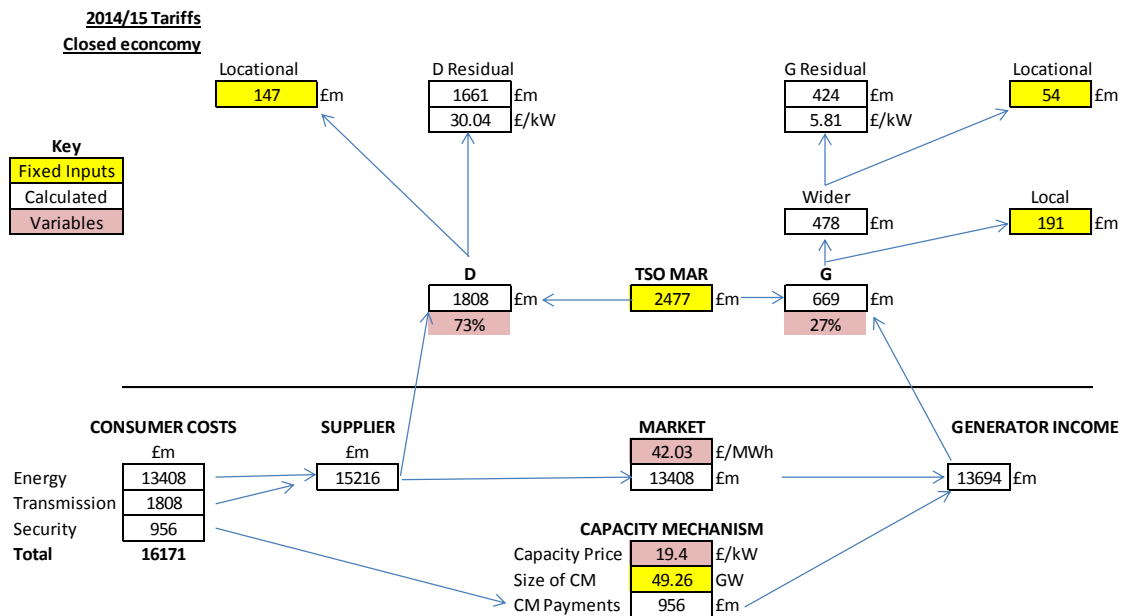 2014/15 Tariffs
Closed econcomy
Locational D Residual G Residual Locational
147 £m 1661 £m 424 £m 54 £m
30.04 £/kW 5.81 £/kW
Key
Fixed Inputs
Calculated Wider Local
Variables 478 £m 191 £m
D TSO MAR G
1808 £m 2477 £m 669 £m
73% 27%
CONSUMER COSTS SUPPLIER MARKET GENERATOR INCOME
£m £m 42.03 £/MWh
Energy 13408 15216 13408 £m 13694 £m
Transmission 1808
Security 956 CAPACITY MECHANISM
Total 16171 Capacity Price 19.4 £/kW
Size of CM 49.26 GW
CM Payments 956 £m